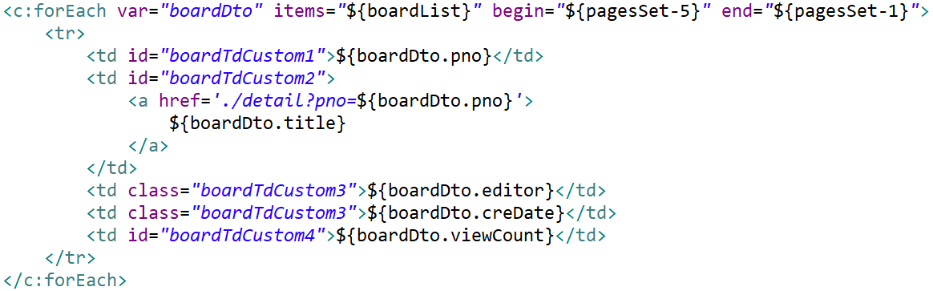 <c:forEach var="boardDto" items="${boardList}" begin="${pagesSet-5}" end="${pagesSet-1}">
    <tr>
        <td id="boardTdCustom1">${boardDto.pno}</td>
        <td id="boardTdCustom2">
            <a href='./detail?pno=${boardDto.pno}'>
                ${boardDto.title}
            </a>
        </td>
        <td class="boardTdCustom3">${boardDto.editor}</td>
        <td class="boardTdCustom3">${boardDto.creDate}</td>
        <td id="boardTdCustom4">${boardDto.viewCount}</td>
    </tr>
</c:forEach>